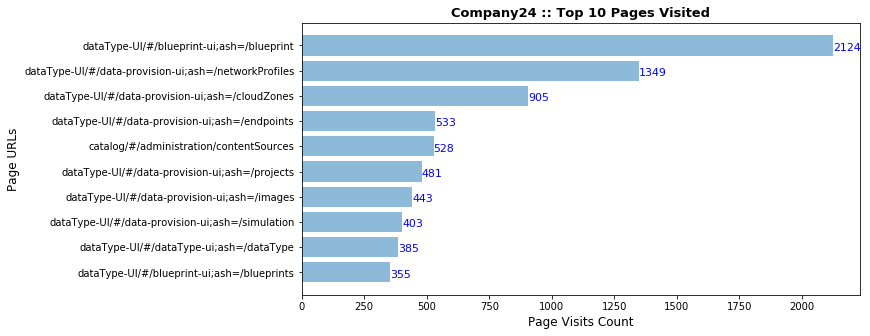 Company24 :: Top 10 Pages Visited
Page URLs
dataType-UI/#/blueprint-ui;ash=/blueprint 2124
dataType-UI/#/data-provision-ui;ash=/networkProfiles 1349
dataType-UI/#/data-provision-ui;ash=/cloudZones 905
dataType-UI/#/data-provision-ui;ash=/endpoints 533
catalog/#/administration/contentSources 528
dataType-UI/#/data-provision-ui;ash=/projects 481
dataType-UI/#/data-provision-ui;ash=/images 443
dataType-UI/#/data-provision-ui;ash=/simulation 403
dataType-UI/#/dataType-ui;ash=/dataType 385
dataType-UI/#/blueprint-ui;ash=/blueprints 355
0 250 500 750 1000 1250 1500 1750 2000
Page Visits Count